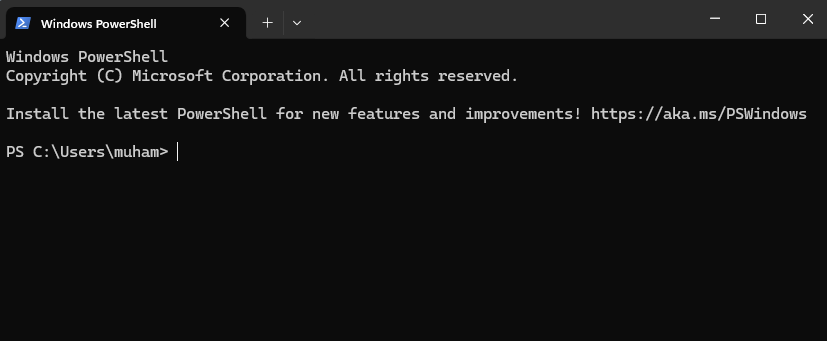 Windows PowerShell
Windows PowerShell
Copyright (C) Microsoft Corporation. All rights reserved.
Install the latest PowerShell for new features and improvements! https://aka.ms/PSWindows
PS C:\Users\muham>